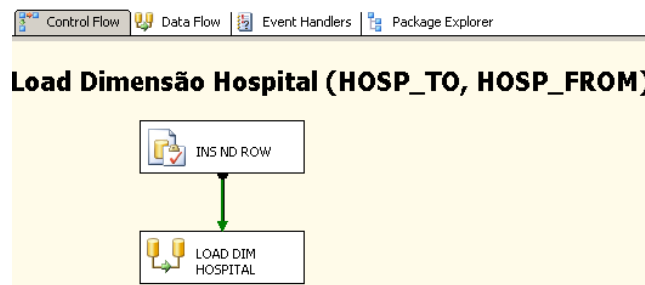 Control Flow Data Flow Event Handlers Package Explorer
Load Dimensão Hospital (HOSP_TO, HOSP_FROM)
INS ND ROW
LOAD DIM
HOSPITAL